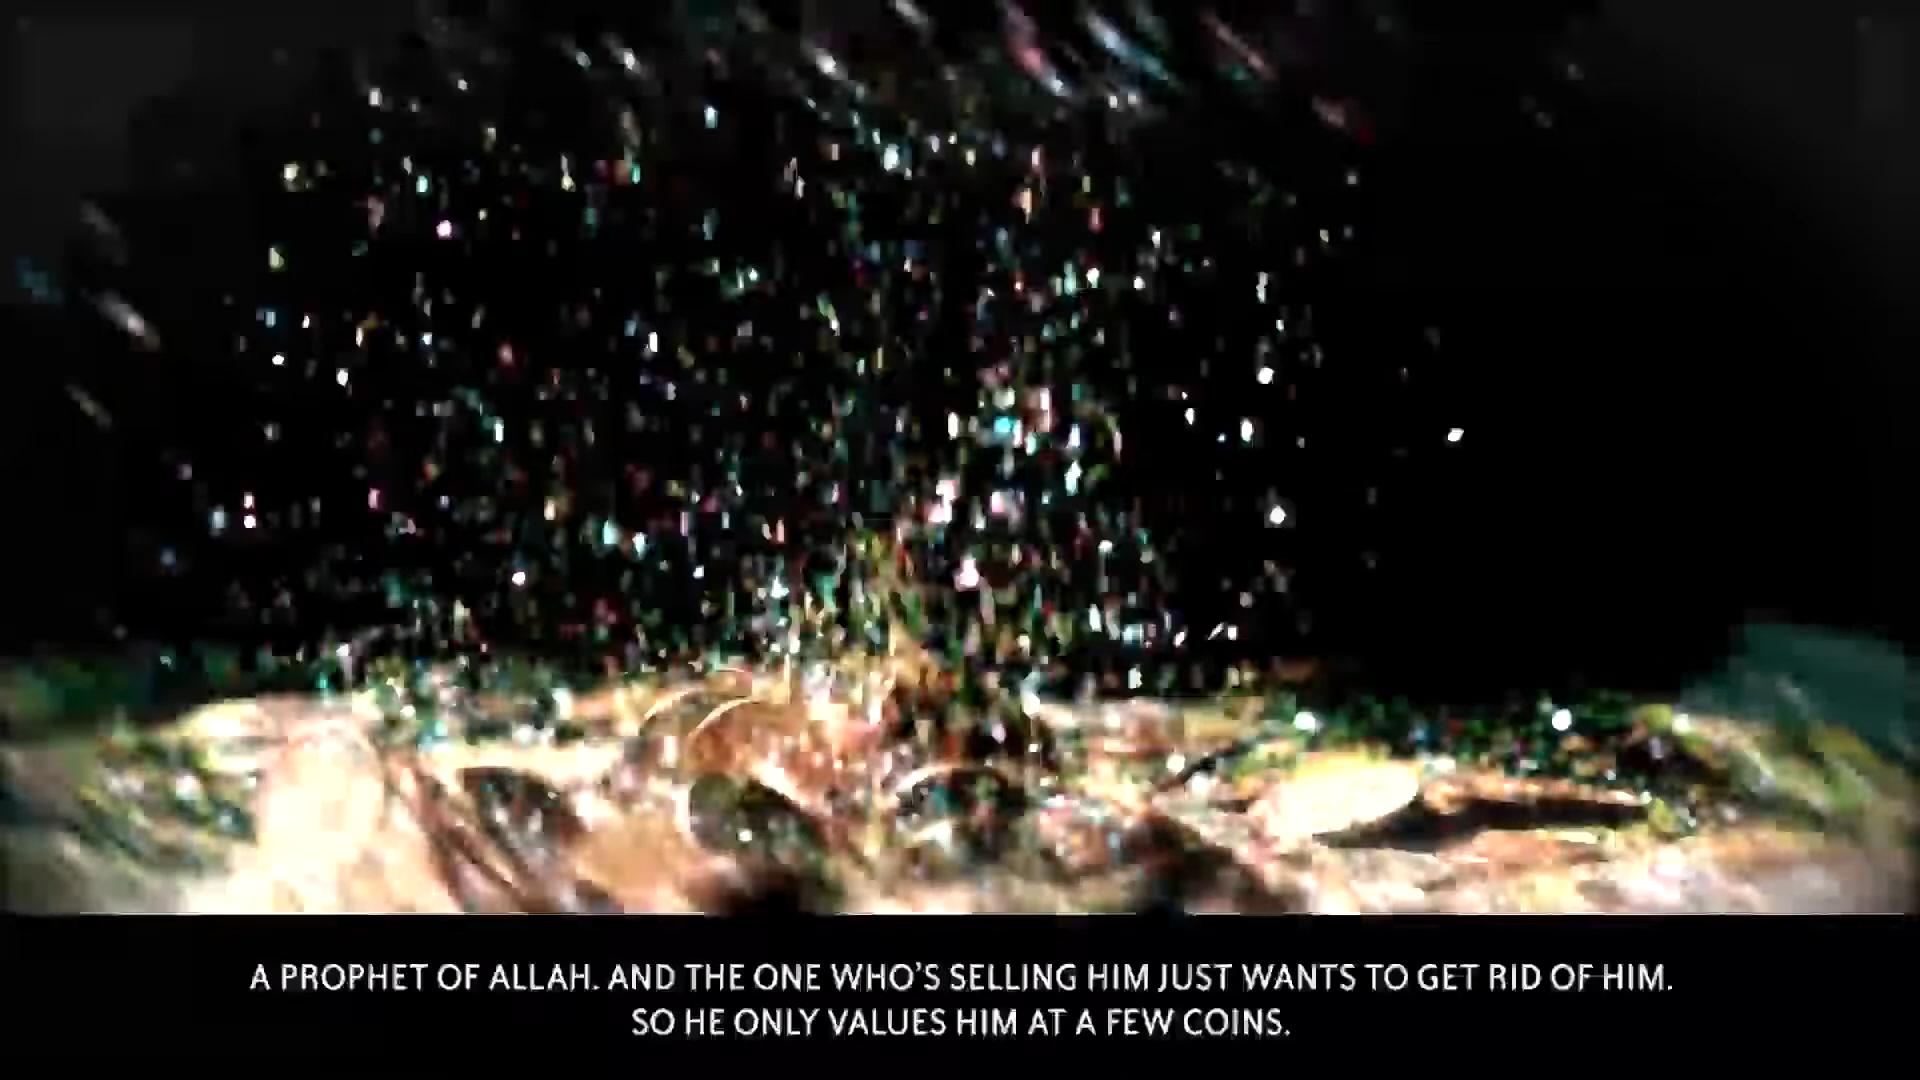 A PROPHET OF ALLAH. AND THE ONE WHO'S SELLING HIM JUST WANTS TO GET RID OF HIM.
SO HE ONLY VALUES HIM AT A FEW COINS.